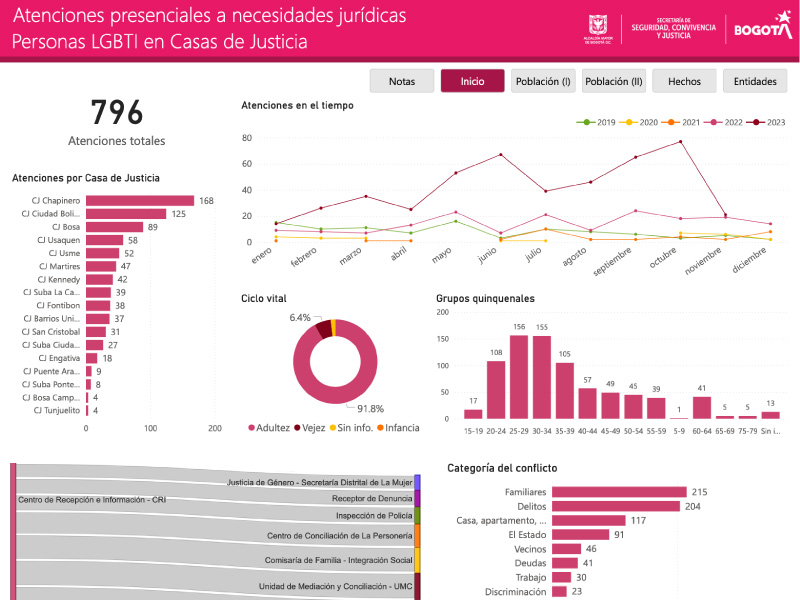 Atenciones presenciales a necesidades jurídicas
Personas LGBTI en Casas de Justicia
ALCALDÍA MAYOR
DE BOGOTÁ D.C.
SECRETARÍA DE
SEGURIDAD, CONVIVENCIA
Y JUSTICIA
BOGOTÁ
Notas
Inicio
Población (I)
Población (II)
Hechos
Entidades
796
Atenciones totales
Atenciones en el tiempo
2019 2020 2021 2022 2023
80
60
40
20
0
enero febrero marzo abril mayo junio julio agosto septiembre octubre noviembre diciembre
Atenciones por Casa de Justicia
CJ Chapinero 168
CJ Ciudad Boli... 125
CJ Bosa 89
CJ Usaquen 58
CJ Usme 52
CJ Martires 47
CJ Kennedy 42
CJ Suba La Ca... 39
CJ Fontibon 38
CJ Barrios Uni... 37
CJ San Cristobal 31
CJ Suba Ciuda... 27
CJ Engativa 18
CJ Puente Ara... 9
CJ Suba Ponte... 8
CJ Bosa Camp... 4
CJ Tunjuelito 4
0 100 200
Ciclo vital
6.4%
91.8%
Adultez Vejez Sin info. Infancia
Grupos quinquenales
200
150
100
50
0
17 108 156 155 105 57 49 45 39 1 41 5 5 13
15-19 20-24 25-29 30-34 35-39 40-44 45-49 50-54 55-59 5-9 60-64 65-69 75-79 Sin i...
Centro de Recepción e Información - CRI
Justicia de Género - Secretaría Distrital de La Mujer
Receptor de Denuncia
Inspección de Policía
Centro de Conciliación de La Personería
Comisaría de Familia - Integración Social
Unidad de Mediación y Conciliación - UMC
Categoría del conflicto
Familiares 215
Delitos 204
Casa, apartamento, ... 117
El Estado 91
Vecinos 46
Deudas 41
Trabajo 30
Discriminación 23